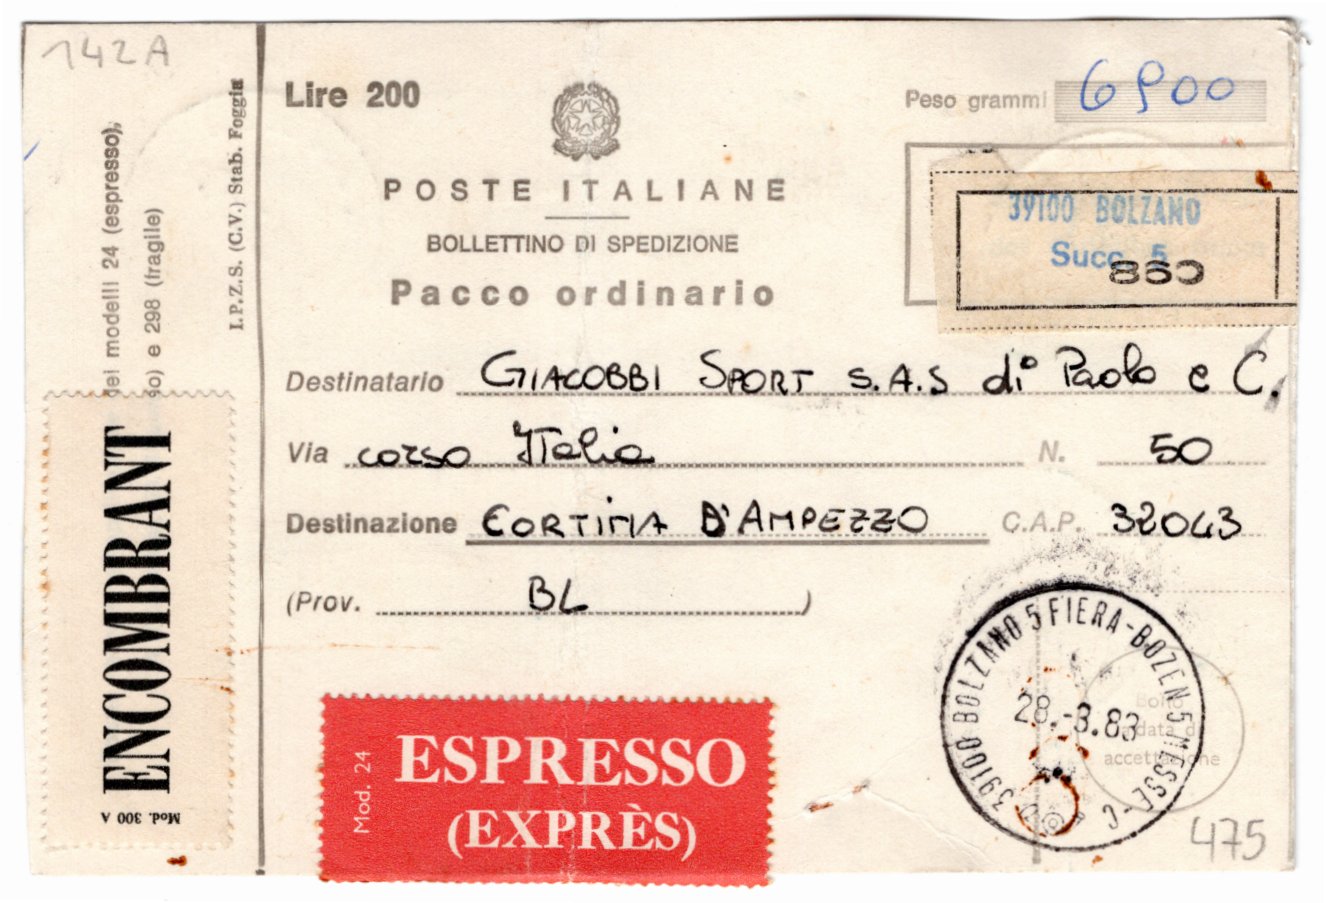 142A
Lire 200
Peso grammi 6900
I.P.Z.S. (C.V.) Stab. Foggia
dei modelli 24 (espresso),
so) e 298 (fragile)
POSTE ITALIANE
BOLLETTINO DI SPEDIZIONE
Pacco ordinario
39100 BOLZANO
Succ. 5
860
Destinatario GIACOBBI SPORT S.A.S di Paolo e C.
Via corso Italia N. 50
Destinazione CORTINA D'AMPEZZO C.A.P. 32043
(Prov. BL)
ENCOMBRANT
Mod. 300 A
Mod. 24
ESPRESSO
(EXPRÈS)
39100 BOLZANO 5 FIERA-BOZEN 5 MESSE -C
28.-3.83
Bollo
a data di
accettazione
475